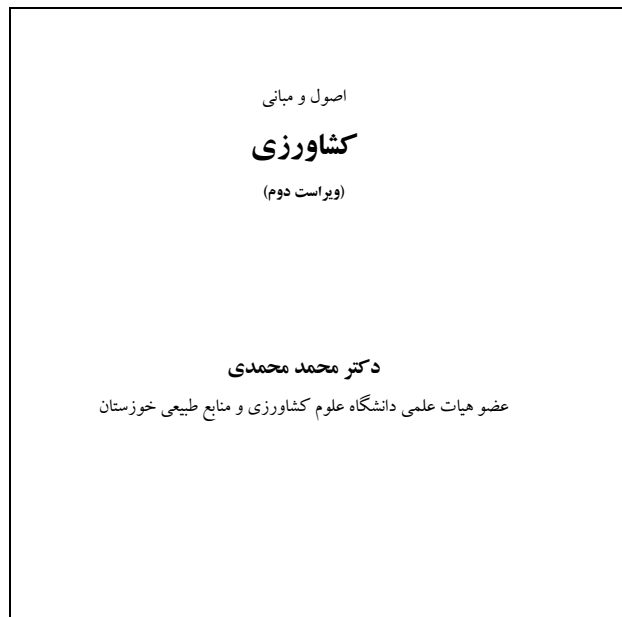 اصول و مبانی
کشاورزی
(ویراست دوم)
دکتر محمد محمدی
عضو هیات علمی دانشگاه علوم کشاورزی و منابع طبیعی خوزستان